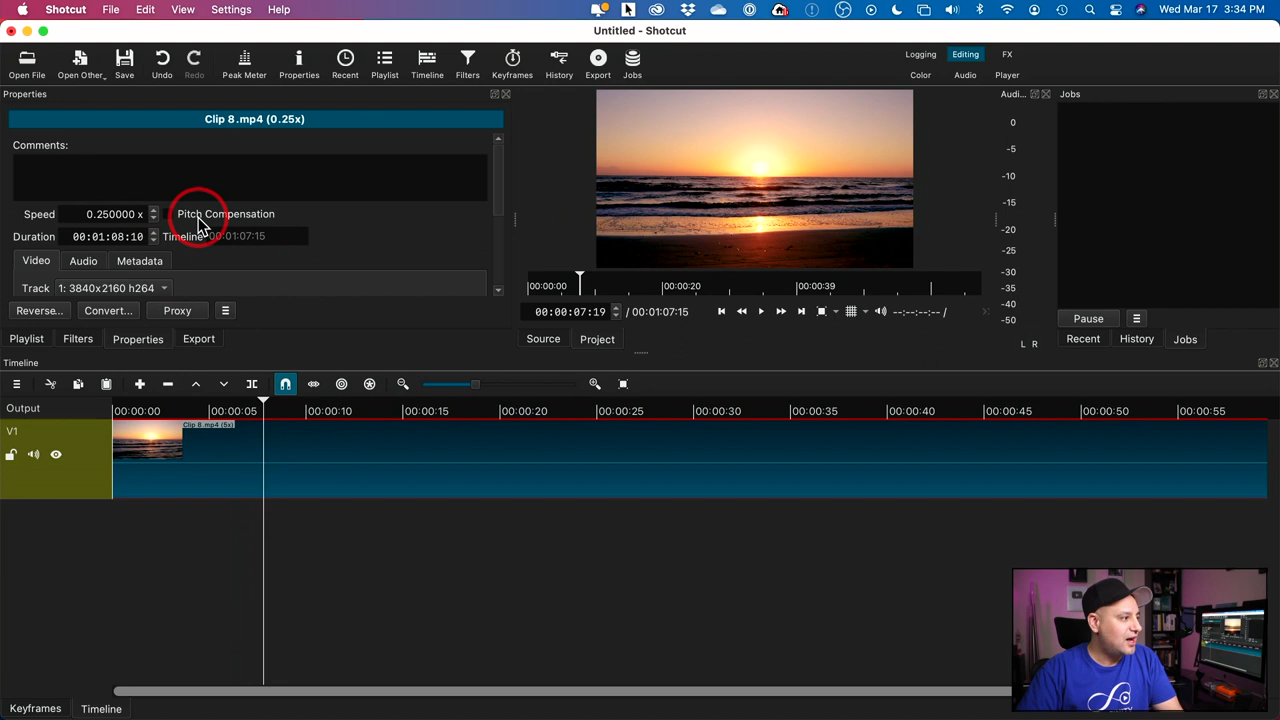 Shotcut File Edit View Settings Help Wed Mar 17 3:34 PM
Untitled - Shotcut
Open File Open Other.. Save Undo Redo Peak Meter Properties Recent Playlist Timeline Filters Keyframes History Export Jobs
Logging Editing FX
Color Audio Player
Properties
Audi...
Jobs
Clip 8.mp4 (0.25x)
Comments:
Speed 0.250000 x Pitch Compensation
Duration 00:01:08:10 Timeline 00:01:07:15
Video Audio Metadata
Track 1: 3840x2160 h264
Reverse... Convert... Proxy
Playlist Filters Properties Export
0
-5
-10
-15
-20
-25
-30
-35
-40
-50
L R
00:00:00 00:00:20 00:00:39
00:00:07:19 / 00:01:07:15 --:--:--:-- /
Source Project
Pause
Recent History Jobs
Timeline
Output 00:00:00 00:00:05 00:00:10 00:00:15 00:00:20 00:00:25 00:00:30 00:00:35 00:00:40 00:00:45 00:00:50 00:00:55
V1
Clip 8.mp4 (5x)
Keyframes Timeline